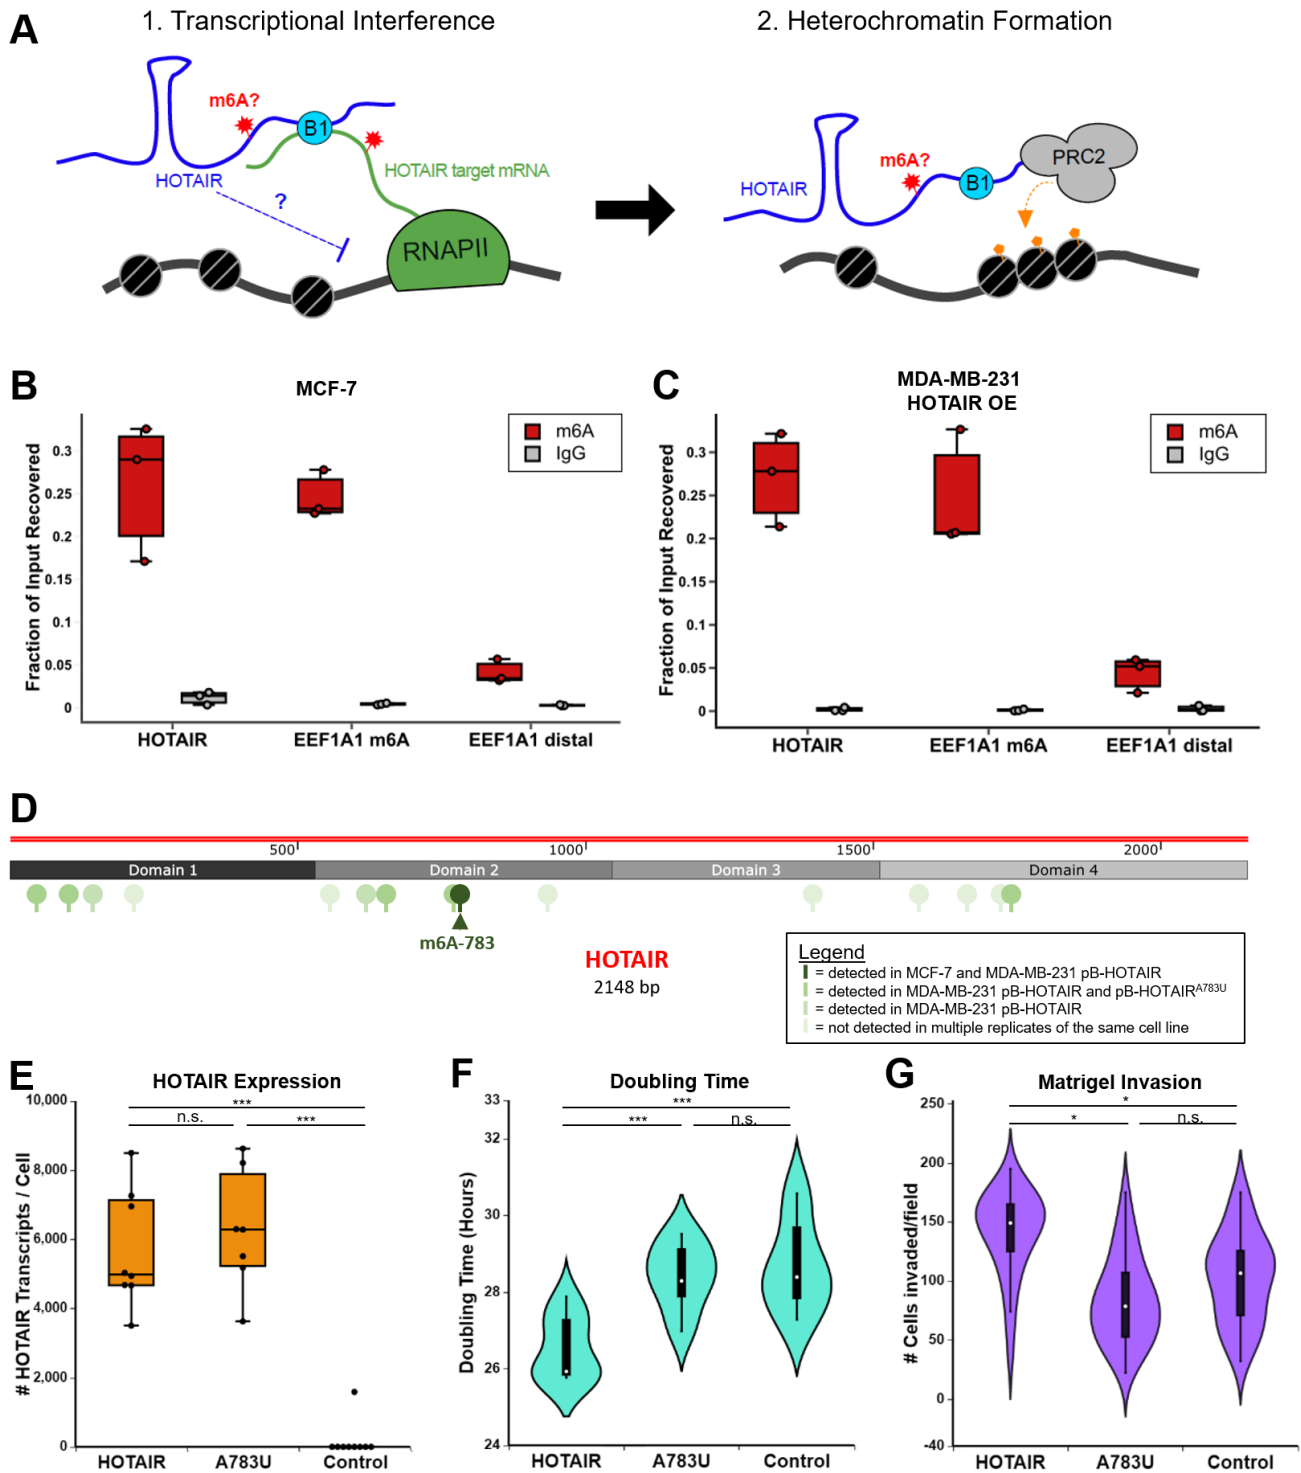 A
1. Transcriptional Interference
2. Heterochromatin Formation
m6A?
B1
HOTAIR
HOTAIR target mRNA
?
RNAPII
m6A?
HOTAIR
B1
PRC2
B
MCF-7
m6A
IgG
Fraction of Input Recovered
0.3
0.25
0.2
0.15
0.1
0.05
0
HOTAIR
EEF1A1 m6A
EEF1A1 distal
C
MDA-MB-231
HOTAIR OE
m6A
IgG
Fraction of Input Recovered
0.3
0.25
0.2
0.15
0.1
0.05
0
HOTAIR
EEF1A1 m6A
EEF1A1 distal
D
500'
1000'
1500'
2000'
Domain 1
Domain 2
Domain 3
Domain 4
m6A-783
HOTAIR
2148 bp
Legend
= detected in MCF-7 and MDA-MB-231 pB-HOTAIR
= detected in MDA-MB-231 pB-HOTAIR and pB-HOTAIRA783U
= detected in MDA-MB-231 pB-HOTAIR
= not detected in multiple replicates of the same cell line
E
HOTAIR Expression
***
n.s.
***
# HOTAIR Transcripts / Cell
10,000
8,000
6,000
4,000
2,000
0
HOTAIR
A783U
Control
F
Doubling Time
***
***
n.s.
Doubling Time (Hours)
33
32
30
28
26
24
HOTAIR
A783U
Control
G
Matrigel Invasion
*
*
n.s.
# Cells invaded/field
250
200
150
100
50
0
-40
HOTAIR
A783U
Control